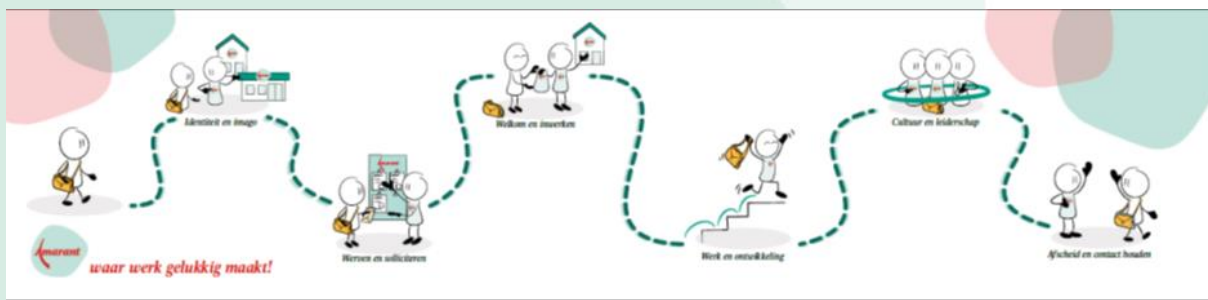 Identiteit en imago
Werven en solliciteren
Welkom en inwerken
Werk en ontwikkeling
Cultuur en leiderschap
Afscheid en contact houden
Amarant
waar werk gelukkig maakt!